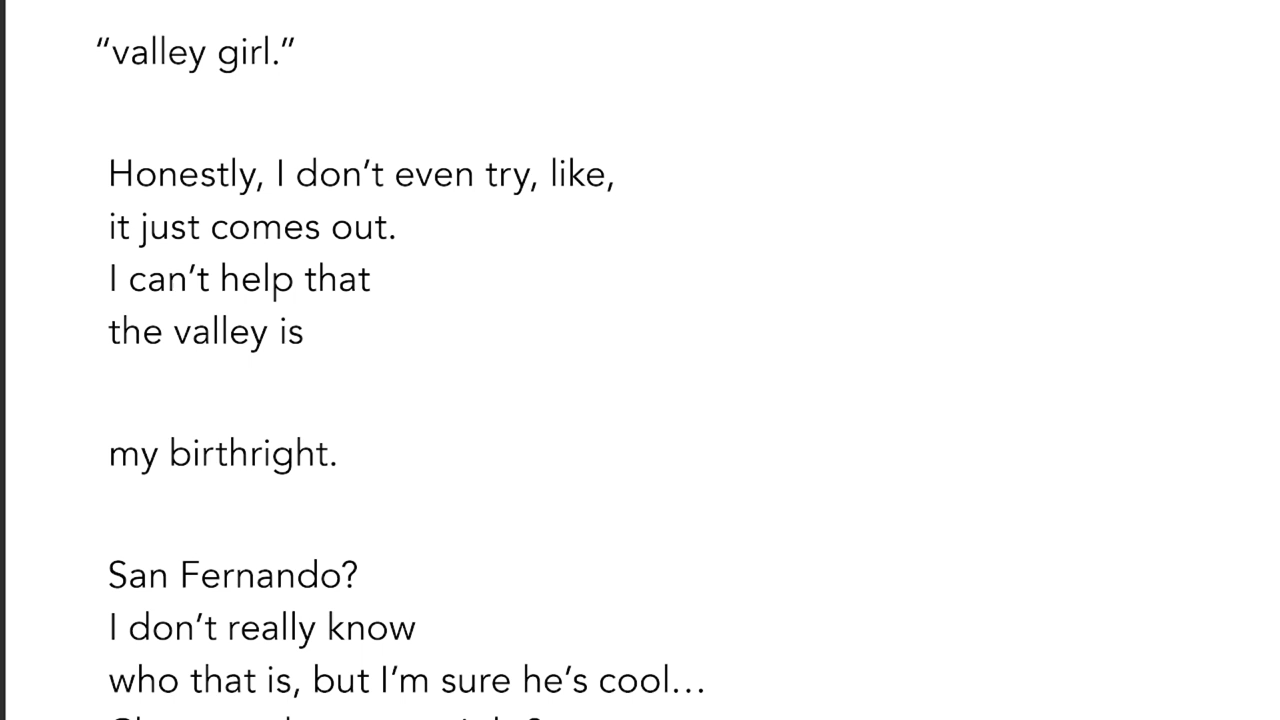 “valley girl.”
Honestly, I don’t even try, like,
it just comes out.
I can’t help that
the valley is
my birthright.
San Fernando?
I don’t really know
who that is, but I’m sure he’s cool…